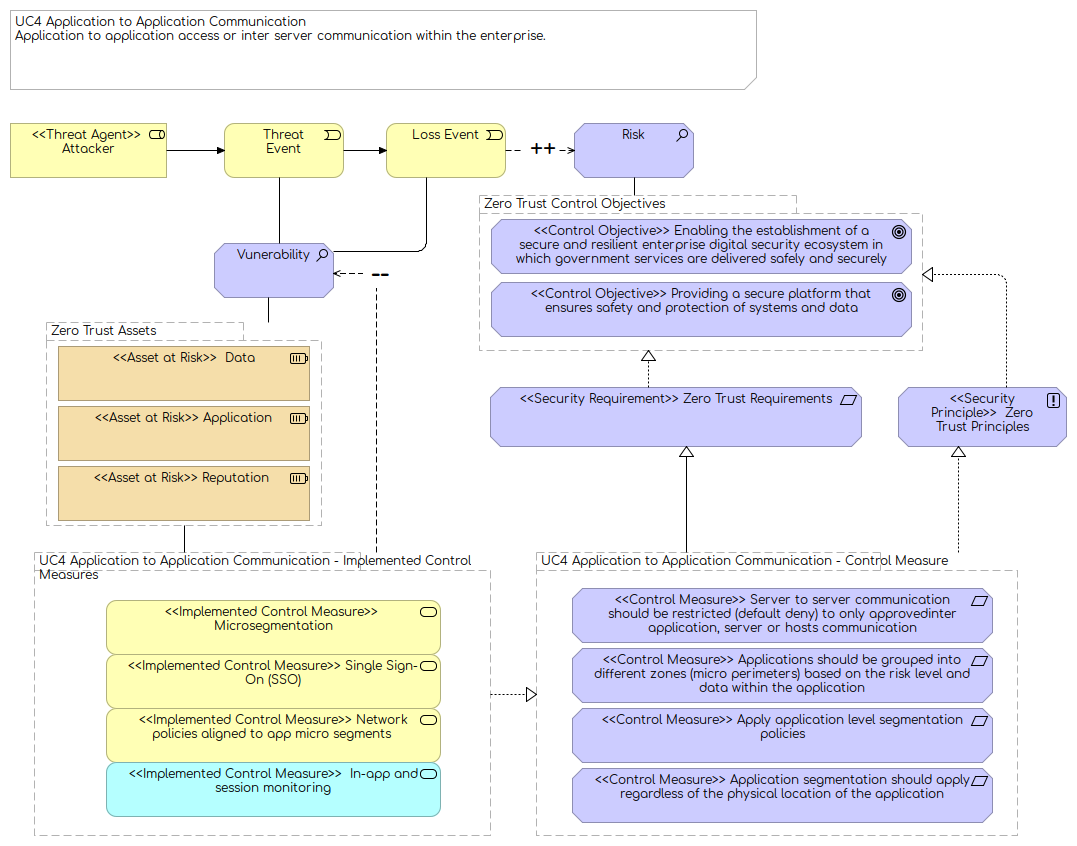 UC4 Application to Application Communication
Application to application access or inter server communication within the enterprise.
<<Threat Agent>>
Attacker
Threat
Event
Loss Event
++
Risk
Zero Trust Control Objectives
<<Control Objective>> Enabling the establishment of a
secure and resilient enterprise digital security ecosystem in
which government services are delivered safely and securely
<<Control Objective>> Providing a secure platform that
ensures safety and protection of systems and data
Vunerability
--
Zero Trust Assets
<<Asset at Risk>>  Data
<<Asset at Risk>> Application
<<Asset at Risk>> Reputation
<<Security Requirement>> Zero Trust Requirements
<<Security
Principle>>  Zero
Trust Principles
UC4 Application to Application Communication - Implemented Control
Measures
<<Implemented Control Measure>>
Microsegmentation
<<Implemented Control Measure>> Single Sign-
On (SSO)
<<Implemented Control Measure>> Network
policies aligned to app micro segments
<<Implemented Control Measure>>  In-app and
session monitoring
UC4 Application to Application Communication - Control Measure
<<Control Measure>> Server to server communication
should be restricted (default deny) to only approvedinter
application, server or hosts communication
<<Control Measure>> Applications should be grouped into
different zones (micro perimeters) based on the risk level and
data within the application
<<Control Measure>> Apply application level segmentation
policies
<<Control Measure>> Application segmentation should apply
regardless of the physical location of the application